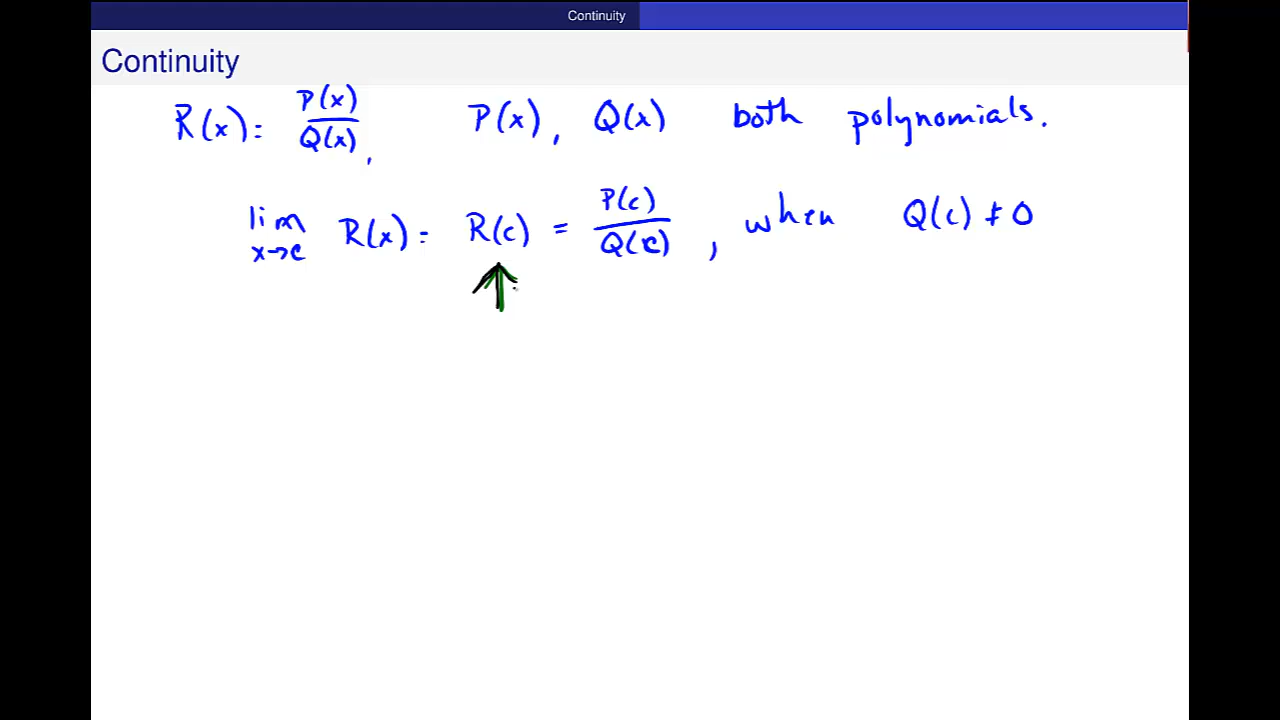 Continuity
Continuity
R(x) = P(x)/Q(x), P(x), Q(x) both polynomials.
lim x→c R(x) = R(c) = P(c)/Q(c), when Q(c) ≠ 0